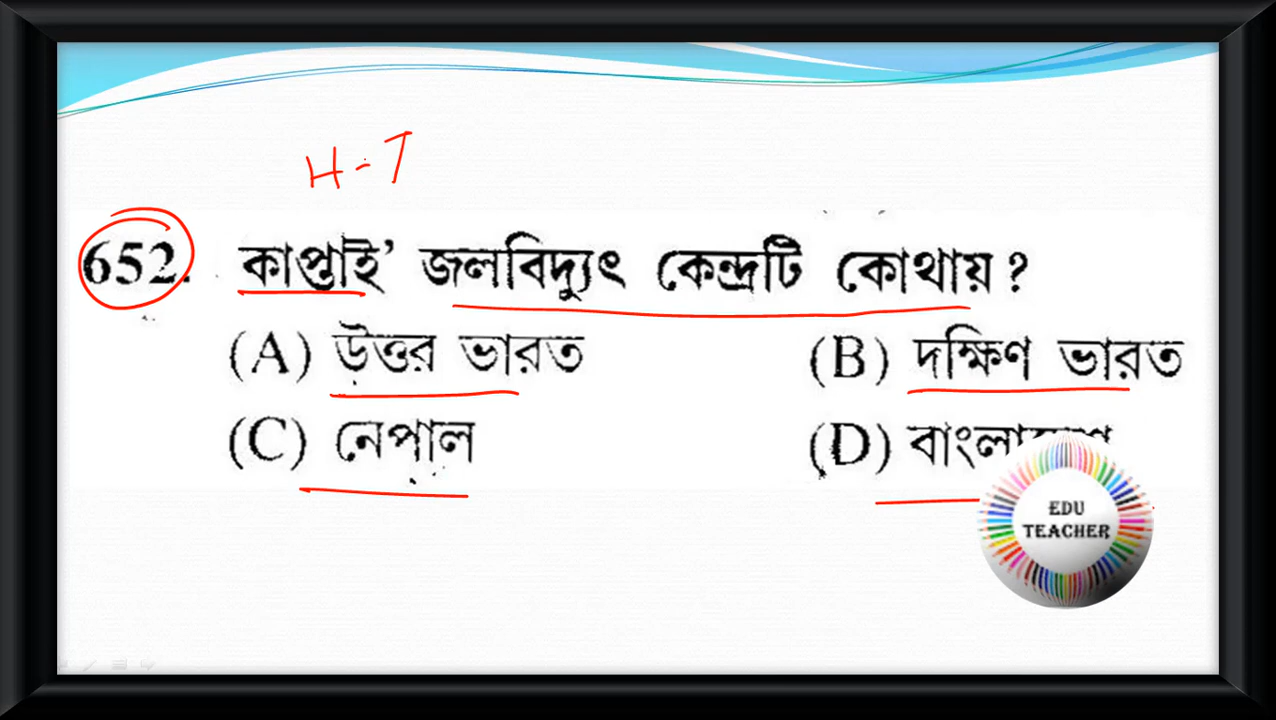 H-7
652. কাপ্তাই’ জলবিদ্যুৎ কেন্দ্রটি কোথায় ?
(A) উত্তর ভারত (B) দক্ষিণ ভারত
(C) নেপাল (D)
EDU
TEACHER